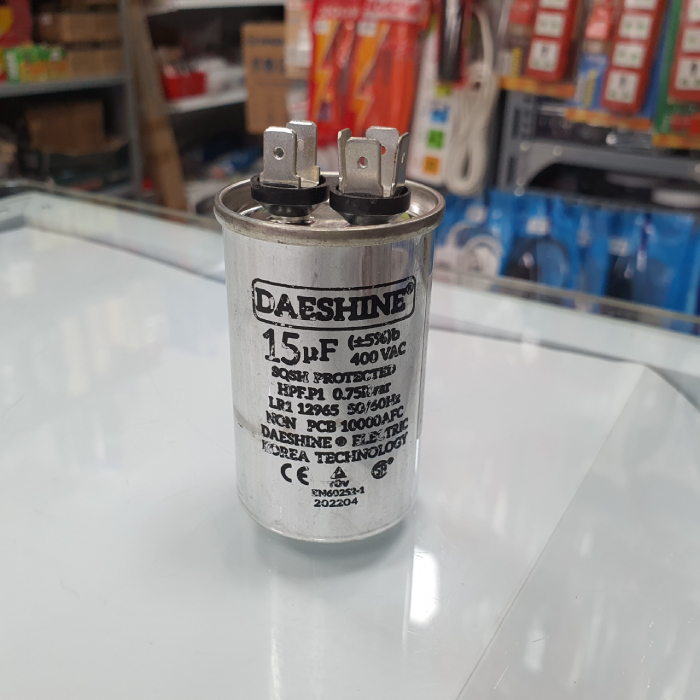 DAESHINE®
15µF (±5%)b
400 VAC
SQSH PROTECTED
HPF.P1 0.75Kvar
LR1 12965 50/60Hz
NON PCB 10000AFC
DAESHINE ® ELECTRIC
KOREA TECHNOLOGY
CE TÜV
EN60252-1
202204